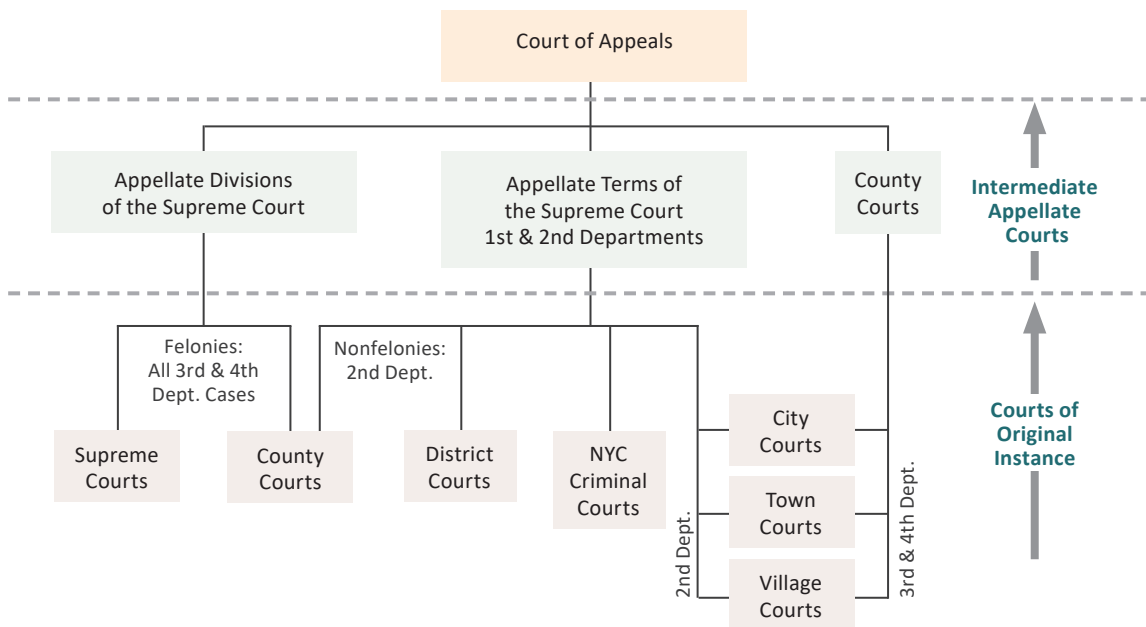 Court of Appeals
Appellate Divisions
of the Supreme Court
Appellate Terms of
the Supreme Court
1st & 2nd Departments
County
Courts
Intermediate
Appellate
Courts
Felonies:
All 3rd & 4th
Dept. Cases
Nonfelonies:
2nd Dept.
Supreme
Courts
County
Courts
District
Courts
NYC
Criminal
Courts
2nd Dept.
City
Courts
Town
Courts
Village
Courts
3rd & 4th Dept.
Courts of
Original
Instance